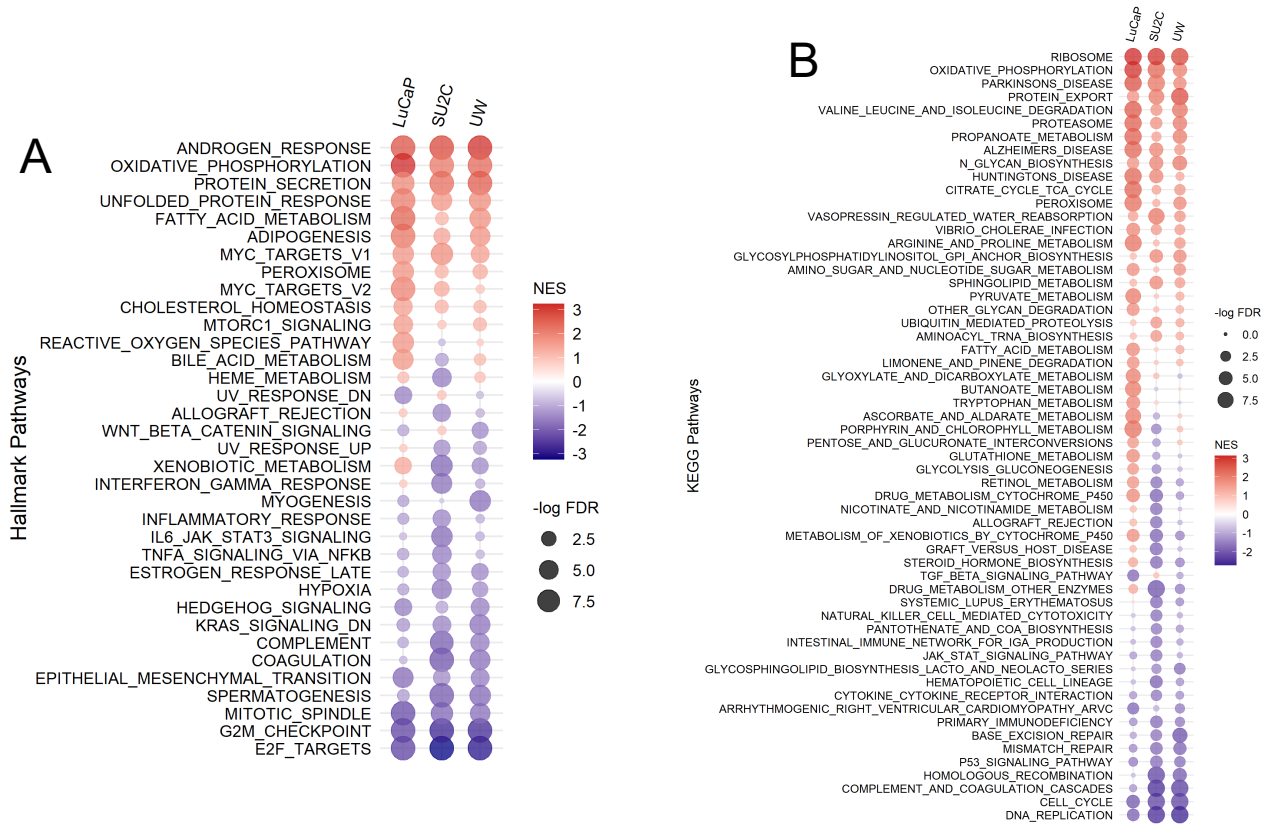 A
Hallmark Pathways
LuCaP
SU2C
UW
ANDROGEN_RESPONSE
OXIDATIVE_PHOSPHORYLATION
PROTEIN_SECRETION
UNFOLDED_PROTEIN_RESPONSE
FATTY_ACID_METABOLISM
ADIPOGENESIS
MYC_TARGETS_V1
PEROXISOME
MYC_TARGETS_V2
CHOLESTEROL_HOMEOSTASIS
MTORC1_SIGNALING
REACTIVE_OXYGEN_SPECIES_PATHWAY
BILE_ACID_METABOLISM
HEME_METABOLISM
UV_RESPONSE_DN
ALLOGRAFT_REJECTION
WNT_BETA_CATENIN_SIGNALING
UV_RESPONSE_UP
XENOBIOTIC_METABOLISM
INTERFERON_GAMMA_RESPONSE
MYOGENESIS
INFLAMMATORY_RESPONSE
IL6_JAK_STAT3_SIGNALING
TNFA_SIGNALING_VIA_NFKB
ESTROGEN_RESPONSE_LATE
HYPOXIA
HEDGEHOG_SIGNALING
KRAS_SIGNALING_DN
COMPLEMENT
COAGULATION
EPITHELIAL_MESENCHYMAL_TRANSITION
SPERMATOGENESIS
MITOTIC_SPINDLE
G2M_CHECKPOINT
E2F_TARGETS
NES
3
2
1
0
-1
-2
-3
-log FDR
2.5
5.0
7.5
B
KEGG Pathways
LuCaP
SU2C
UW
RIBOSOME
OXIDATIVE_PHOSPHORYLATION
PARKINSONS_DISEASE
PROTEIN_EXPORT
VALINE_LEUCINE_AND_ISOLEUCINE_DEGRADATION
PROTEASOME
PROPANOATE_METABOLISM
ALZHEIMERS_DISEASE
N_GLYCAN_BIOSYNTHESIS
HUNTINGTONS_DISEASE
CITRATE_CYCLE_TCA_CYCLE
PEROXISOME
VASOPRESSIN_REGULATED_WATER_REABSORPTION
VIBRIO_CHOLERAE_INFECTION
ARGININE_AND_PROLINE_METABOLISM
GLYCOSYLPHOSPHATIDYLINOSITOL_GPI_ANCHOR_BIOSYNTHESIS
AMINO_SUGAR_AND_NUCLEOTIDE_SUGAR_METABOLISM
SPHINGOLIPID_METABOLISM
PYRUVATE_METABOLISM
OTHER_GLYCAN_DEGRADATION
UBIQUITIN_MEDIATED_PROTEOLYSIS
AMINOACYL_TRNA_BIOSYNTHESIS
FATTY_ACID_METABOLISM
LIMONENE_AND_PINENE_DEGRADATION
GLYOXYLATE_AND_DICARBOXYLATE_METABOLISM
BUTANOATE_METABOLISM
TRYPTOPHAN_METABOLISM
ASCORBATE_AND_ALDARATE_METABOLISM
PORPHYRIN_AND_CHLOROPHYLL_METABOLISM
PENTOSE_AND_GLUCURONATE_INTERCONVERSIONS
GLUTATHIONE_METABOLISM
GLYCOLYSIS_GLUCONEOGENESIS
RETINOL_METABOLISM
DRUG_METABOLISM_CYTOCHROME_P450
NICOTINATE_AND_NICOTINAMIDE_METABOLISM
ALLOGRAFT_REJECTION
METABOLISM_OF_XENOBIOTICS_BY_CYTOCHROME_P450
GRAFT_VERSUS_HOST_DISEASE
STEROID_HORMONE_BIOSYNTHESIS
TGF_BETA_SIGNALING_PATHWAY
DRUG_METABOLISM_OTHER_ENZYMES
SYSTEMIC_LUPUS_ERYTHEMATOSUS
NATURAL_KILLER_CELL_MEDIATED_CYTOTOXICITY
PANTOTHENATE_AND_COA_BIOSYNTHESIS
INTESTINAL_IMMUNE_NETWORK_FOR_IGA_PRODUCTION
JAK_STAT_SIGNALING_PATHWAY
GLYCOSPHINGOLIPID_BIOSYNTHESIS_LACTO_AND_NEOLACTO_SERIES
HEMATOPOIETIC_CELL_LINEAGE
CYTOKINE_CYTOKINE_RECEPTOR_INTERACTION
ARRHYTHMOGENIC_RIGHT_VENTRICULAR_CARDIOMYOPATHY_ARVC
PRIMARY_IMMUNODEFICIENCY
BASE_EXCISION_REPAIR
MISMATCH_REPAIR
P53_SIGNALING_PATHWAY
HOMOLOGOUS_RECOMBINATION
COMPLEMENT_AND_COAGULATION_CASCADES
CELL_CYCLE
DNA_REPLICATION
-log FDR
0.0
2.5
5.0
7.5
NES
3
2
1
0
-1
-2